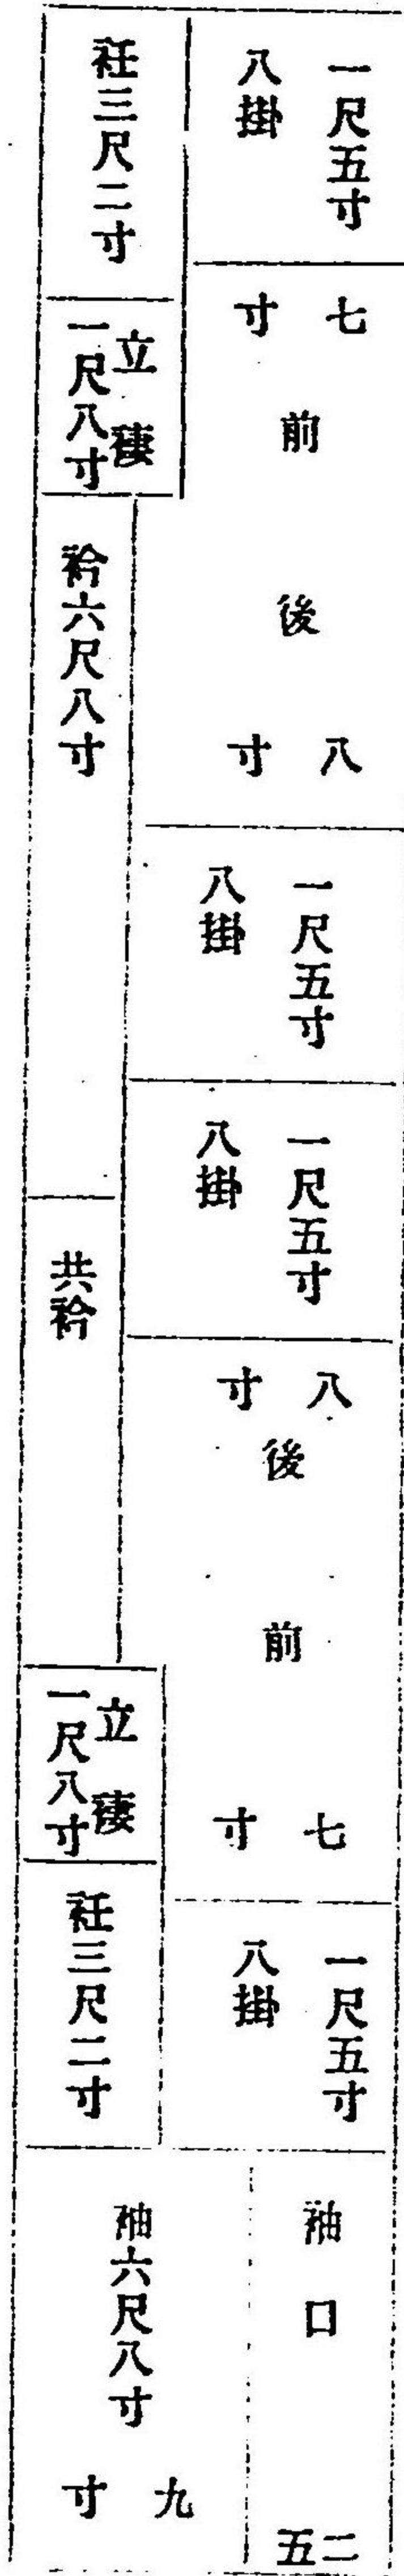 一尺五寸
八掛
衽三尺二寸
七寸
前
立褄
一尺八寸
後
衿六尺八寸
八寸
一尺五寸
八掛
一尺五寸
八掛
共衿
八寸
後
前
立褄
一尺八寸
七寸
一尺五寸
八掛
衽三尺二寸
袖口
袖六尺八寸
九寸
二五